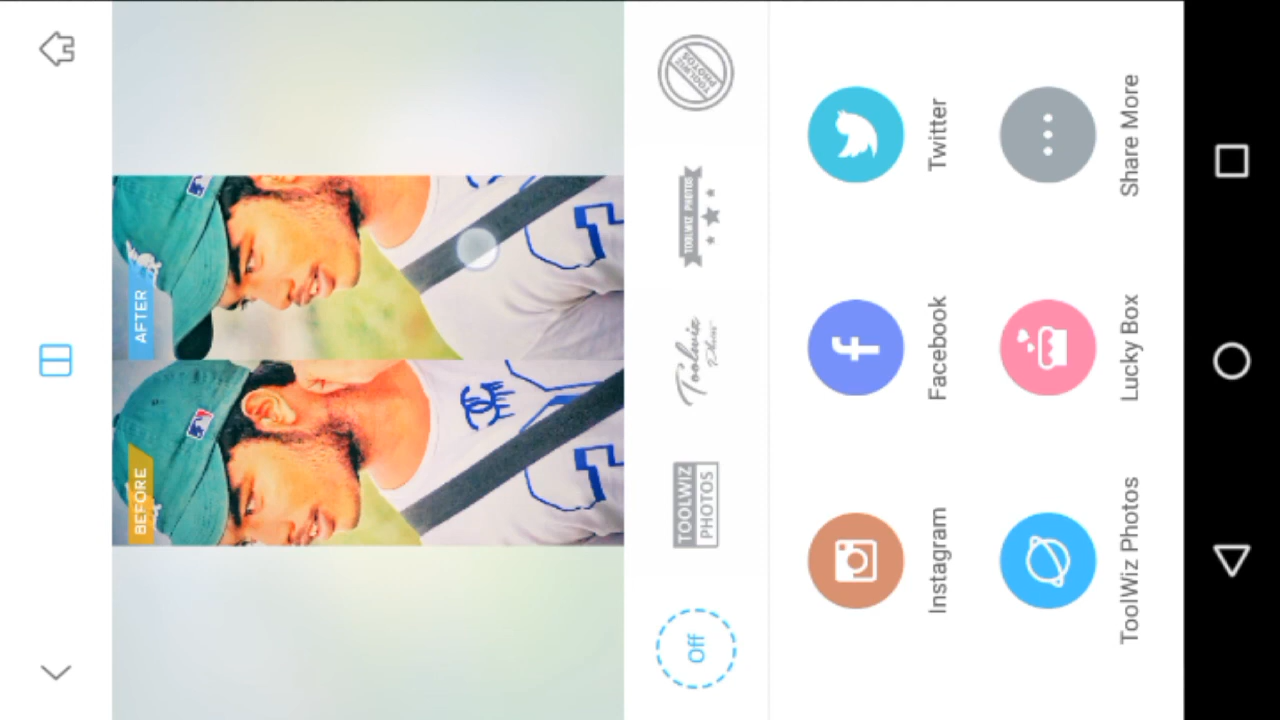 BEFORE
AFTER
Off
TOOLWIZ
PHOTOS
Toolwiz
Photos
TOOLWIZ PHOTOS
TOOLWIZ
PHOTOS
Instagram
Facebook
Twitter
ToolWiz Photos
Lucky Box
Share More